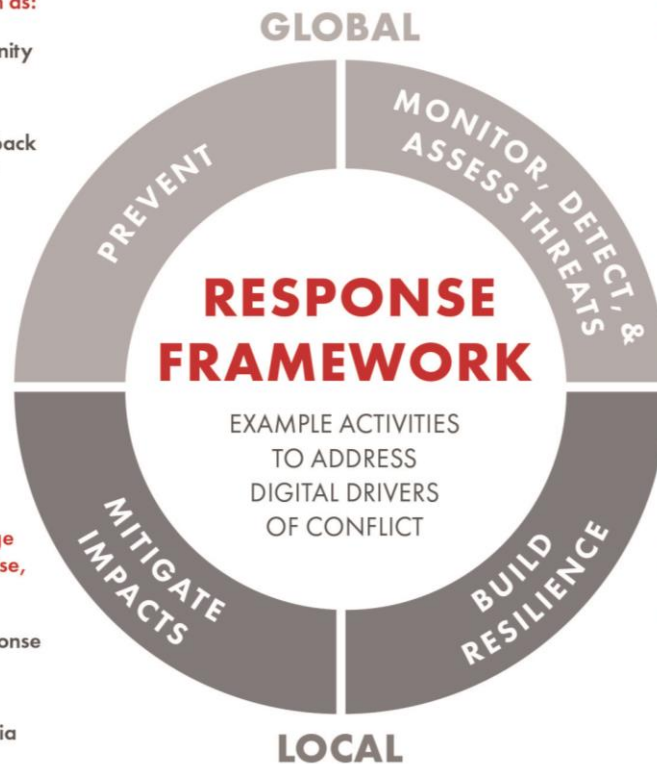 as:
GLOBAL
PREVENT
MONITOR, DETECT, &
ASSESS THREATS
RESPONSE
FRAMEWORK
EXAMPLE ACTIVITIES
TO ADDRESS
DIGITAL DRIVERS
OF CONFLICT
MITIGATE
IMPACTS
BUILD
RESILIENCE
LOCAL